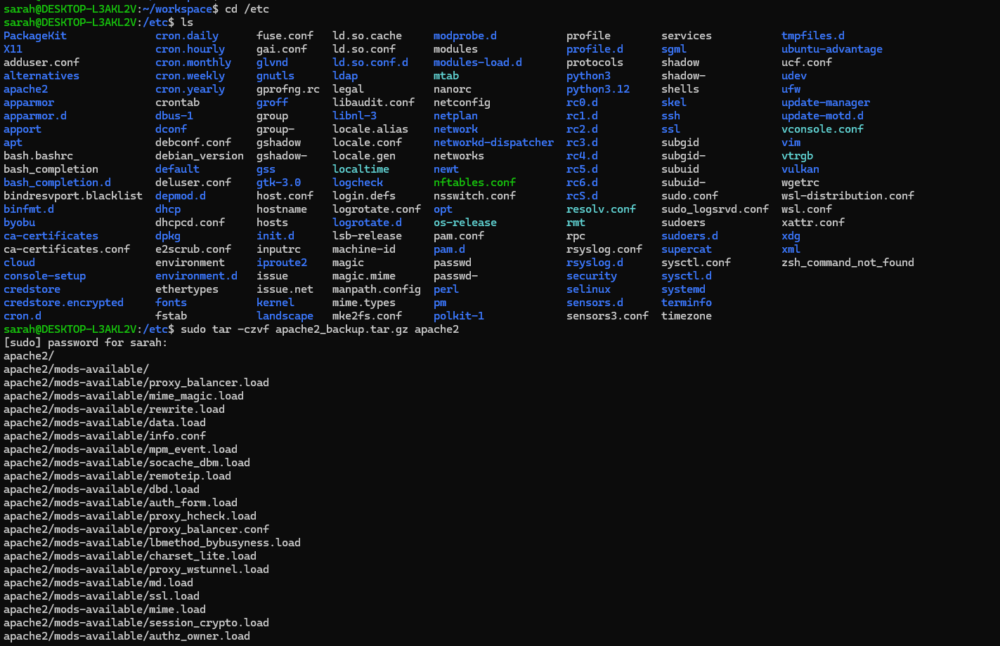 sarah@DESKTOP-L3AKL2V:~/workspace$ cd /etc
sarah@DESKTOP-L3AKL2V:/etc$ ls
PackageKit cron.daily fuse.conf ld.so.cache modprobe.d profile services tmpfiles.d
X11 cron.hourly gai.conf ld.so.conf modules profile.d sgml ubuntu-advantage
adduser.conf cron.monthly glvnd ld.so.conf.d modules-load.d protocols shadow ucf.conf
alternatives cron.weekly gnutls ldap mtab python3 shadow- udev
apache2 cron.yearly gprofng.rc legal nanorc python3.12 shells ufw
apparmor crontab groff libaudit.conf netconfig rc0.d skel update-manager
apparmor.d dbus-1 group libnl-3 netplan rc1.d ssh update-motd.d
apport dconf group- locale.alias network rc2.d ssl vconsole.conf
apt debconf.conf gshadow locale.conf networkd-dispatcher rc3.d subgid vim
bash.bashrc debian_version gshadow- locale.gen networks rc4.d subgid- vtrgb
bash_completion default gss localtime newt rc5.d subuid vulkan
bash_completion.d deluser.conf gtk-3.0 logcheck nftables.conf rc6.d subuid- wgetrc
bindresvport.blacklist depmod.d host.conf login.defs nsswitch.conf rcS.d sudo.conf wsl-distribution.conf
binfmt.d dhcp hostname logrotate.conf opt resolv.conf sudo_logsrvd.conf wsl.conf
byobu dhcpcd.conf hosts logrotate.d os-release rmt sudoers xattr.conf
ca-certificates dpkg init.d lsb-release pam.conf rpc sudoers.d xdg
ca-certificates.conf e2scrub.conf inputrc machine-id pam.d rsyslog.conf supercat xml
cloud environment iproute2 magic passwd rsyslog.d sysctl.conf zsh_command_not_found
console-setup environment.d issue magic.mime passwd- security sysctl.d
credstore ethertypes issue.net manpath.config perl selinux systemd
credstore.encrypted fonts kernel mime.types pm sensors.d terminfo
cron.d fstab landscape mke2fs.conf polkit-1 sensors3.conf timezone
sarah@DESKTOP-L3AKL2V:/etc$ sudo tar -czvf apache2_backup.tar.gz apache2
[sudo] password for sarah:
apache2/
apache2/mods-available/
apache2/mods-available/proxy_balancer.load
apache2/mods-available/mime_magic.load
apache2/mods-available/rewrite.load
apache2/mods-available/data.load
apache2/mods-available/info.conf
apache2/mods-available/mpm_event.load
apache2/mods-available/socache_dbm.load
apache2/mods-available/remoteip.load
apache2/mods-available/dbd.load
apache2/mods-available/auth_form.load
apache2/mods-available/proxy_hcheck.load
apache2/mods-available/proxy_balancer.conf
apache2/mods-available/lbmethod_bybusyness.load
apache2/mods-available/charset_lite.load
apache2/mods-available/proxy_wstunnel.load
apache2/mods-available/md.load
apache2/mods-available/ssl.load
apache2/mods-available/mime.load
apache2/mods-available/session_crypto.load
apache2/mods-available/authz_owner.load